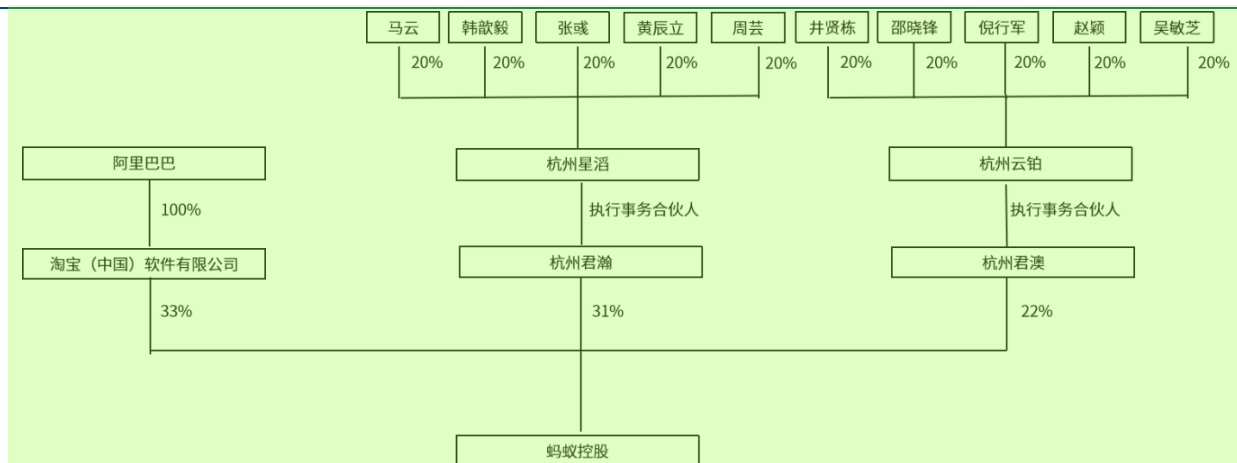 马云 韩歆毅 张彧 黄辰立 周芸 井贤栋 邵晓锋 倪行军 赵颖 吴敏芝
20% 20% 20% 20% 20% 20% 20% 20% 20% 20%
阿里巴巴 杭州星滔 杭州云铂
100% 执行事务合伙人 执行事务合伙人
淘宝（中国）软件有限公司 杭州君瀚 杭州君澳
33% 31% 22%
蚂蚁控股